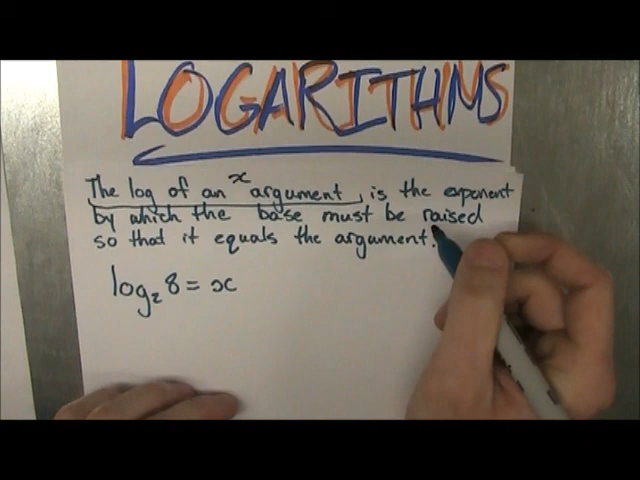 LOGARITHMS
x
The log of an argument is the exponent
by which the base must be raised
so that it equals the argument.
log₂ 8 = x